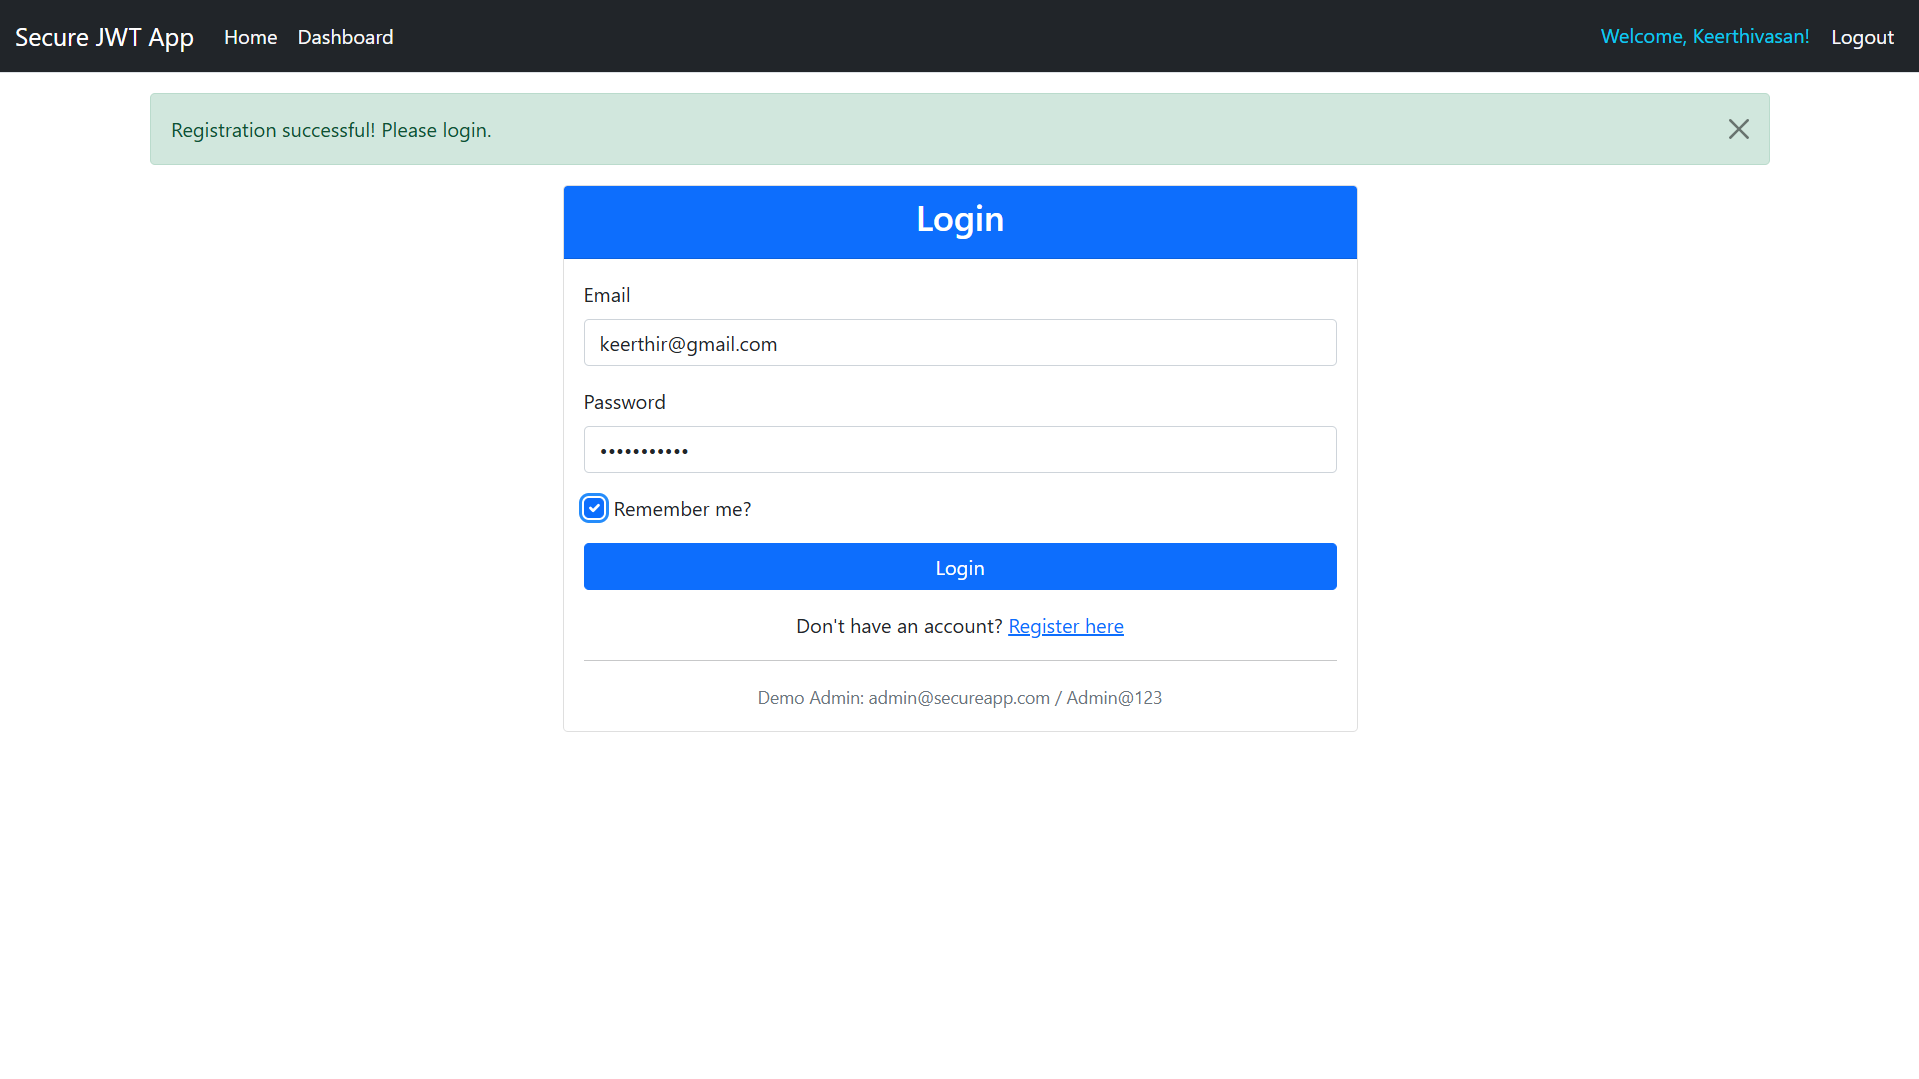 Secure JWT App Home Dashboard Welcome, Keerthivasan! Logout
Registration successful! Please login.
Login
Email
keerthir@gmail.com
Password
•••••••••••
Remember me?
Login
Don't have an account? Register here
Demo Admin: admin@secureapp.com / Admin@123